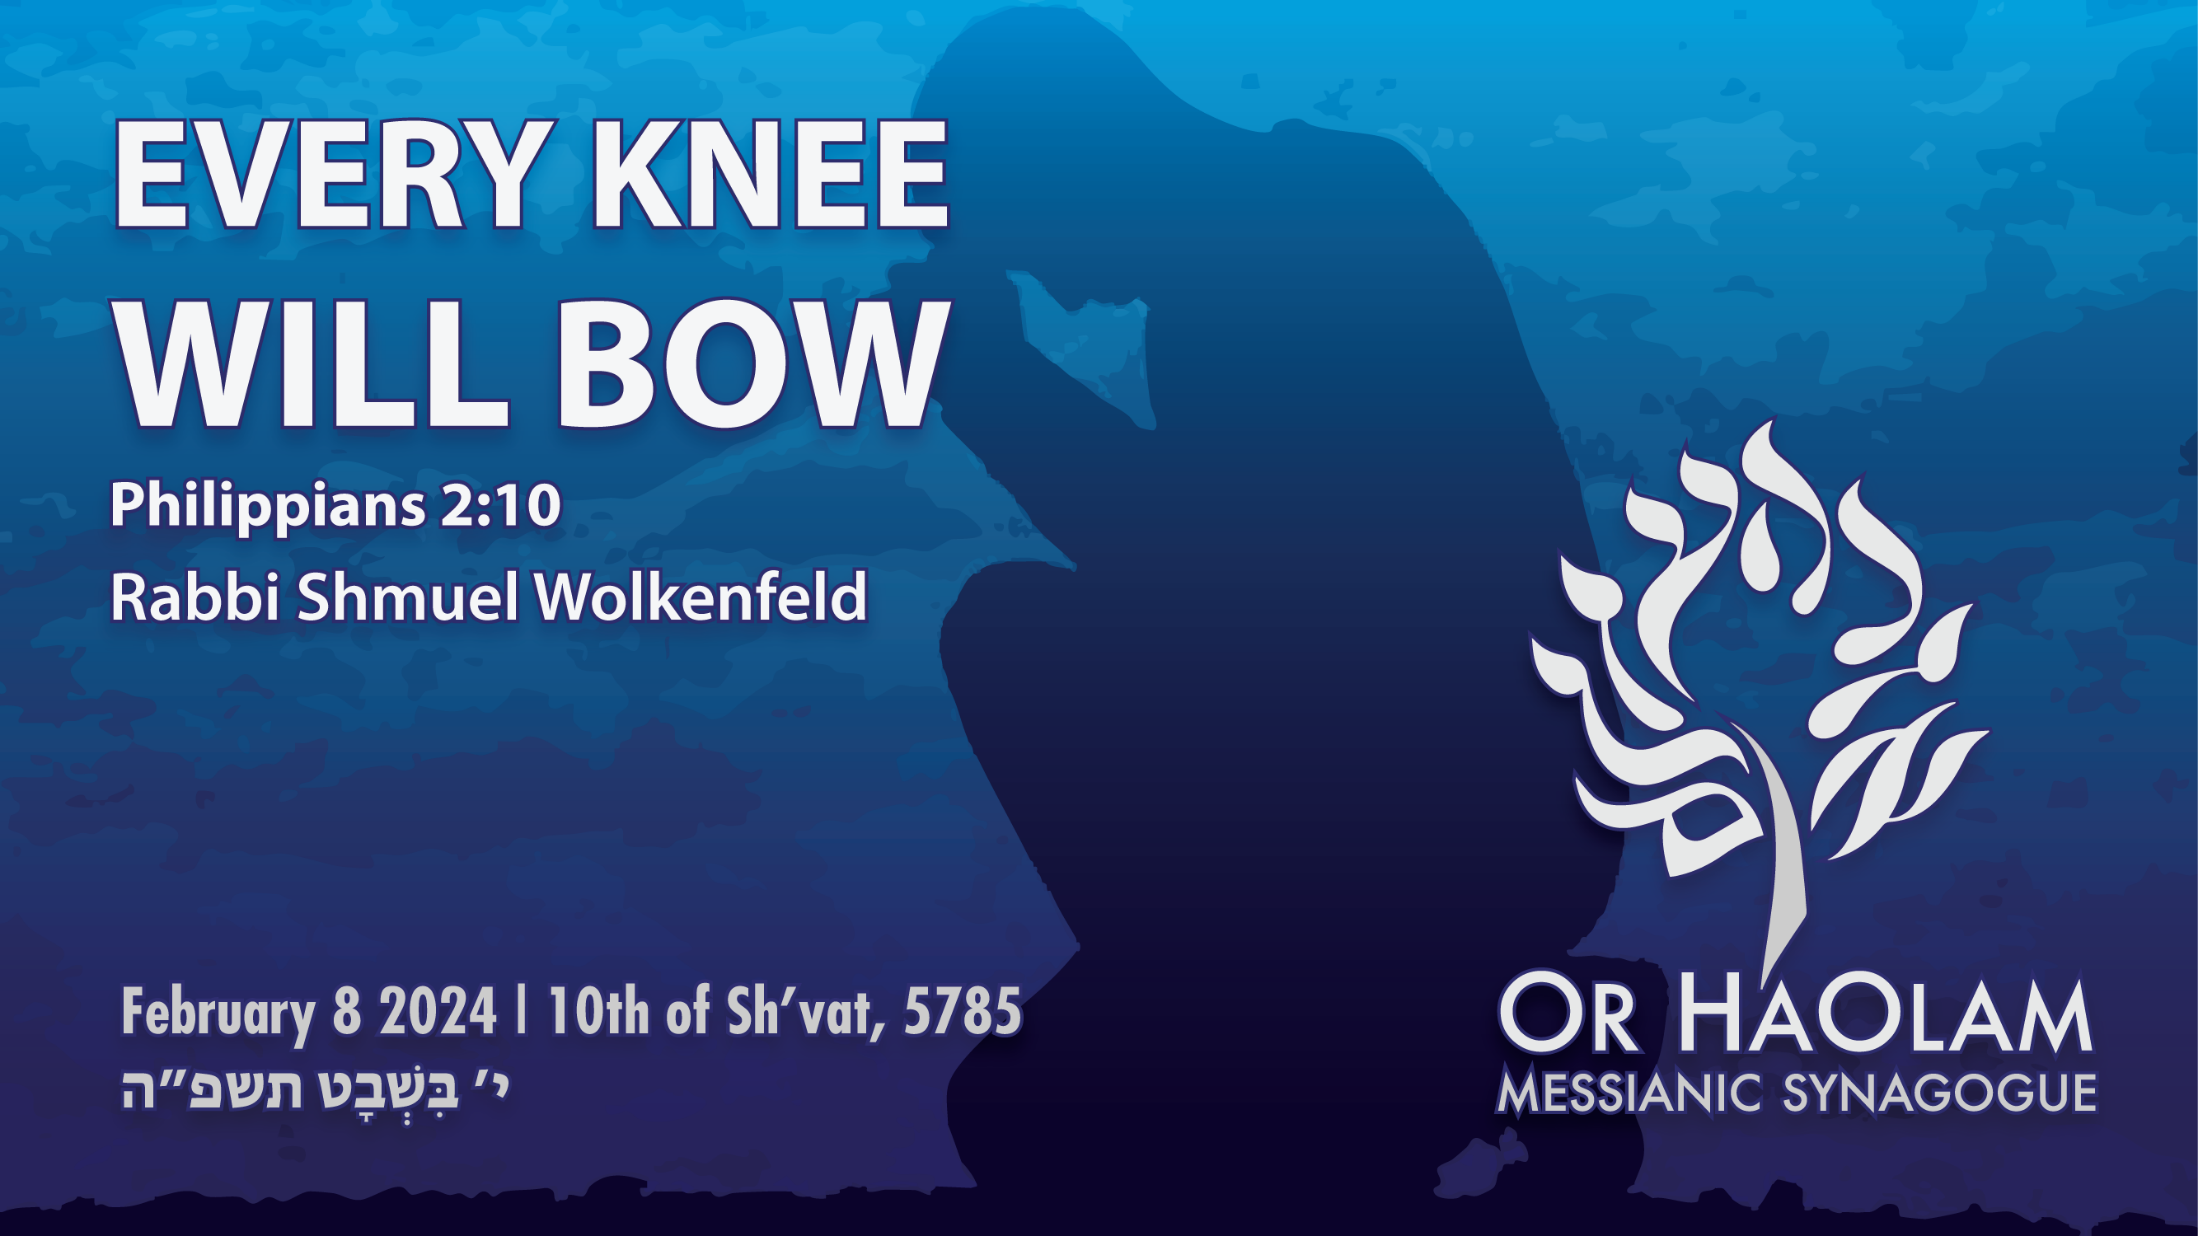 EVERY KNEE
WILL BOW
Philippians 2:10
Rabbi Shmuel Wolkenfeld
February 8 2024 | 10th of Sh’vat, 5785
י׳ בִּשְׁבָט תשפ״ה
OR HAOLAM
MESSIANIC SYNAGOGUE